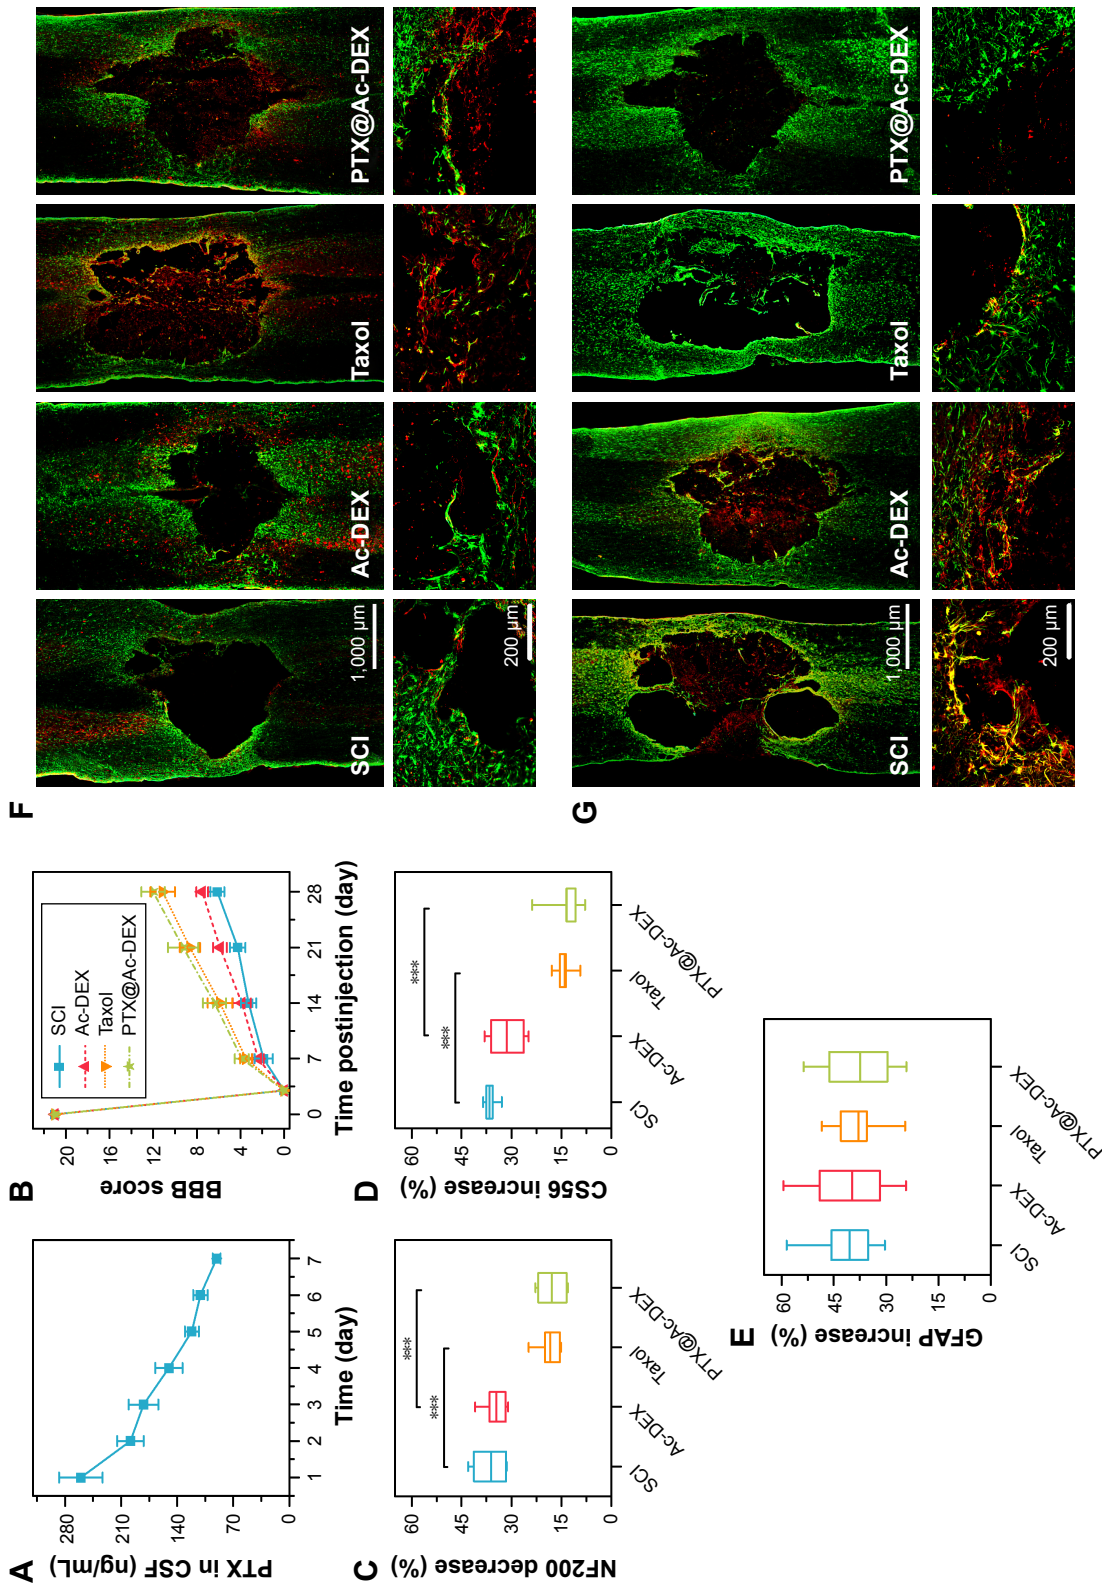 A
PTX in CSF (ng/mL)
280
210
140
70
0
1 2 3 4 5 6 7
Time (day)
B
BBB score
20
16
12
8
4
0
SCI
Ac-DEX
Taxol
PTX@Ac-DEX
0 7 14 21 28
Time postinjection (day)
C
NF200 decrease (%)
60
45
30
15
0
***
***
SCI
Ac-DEX
Taxol
PTX@Ac-DEX
D
CS56 increase (%)
60
45
30
15
0
***
***
SCI
Ac-DEX
Taxol
PTX@Ac-DEX
E
GFAP increase (%)
60
45
30
15
0
SCI
Ac-DEX
Taxol
PTX@Ac-DEX
F
SCI
1,000 µm
Ac-DEX
Taxol
PTX@Ac-DEX
200 µm
G
SCI
1,000 µm
Ac-DEX
Taxol
PTX@Ac-DEX
200 µm